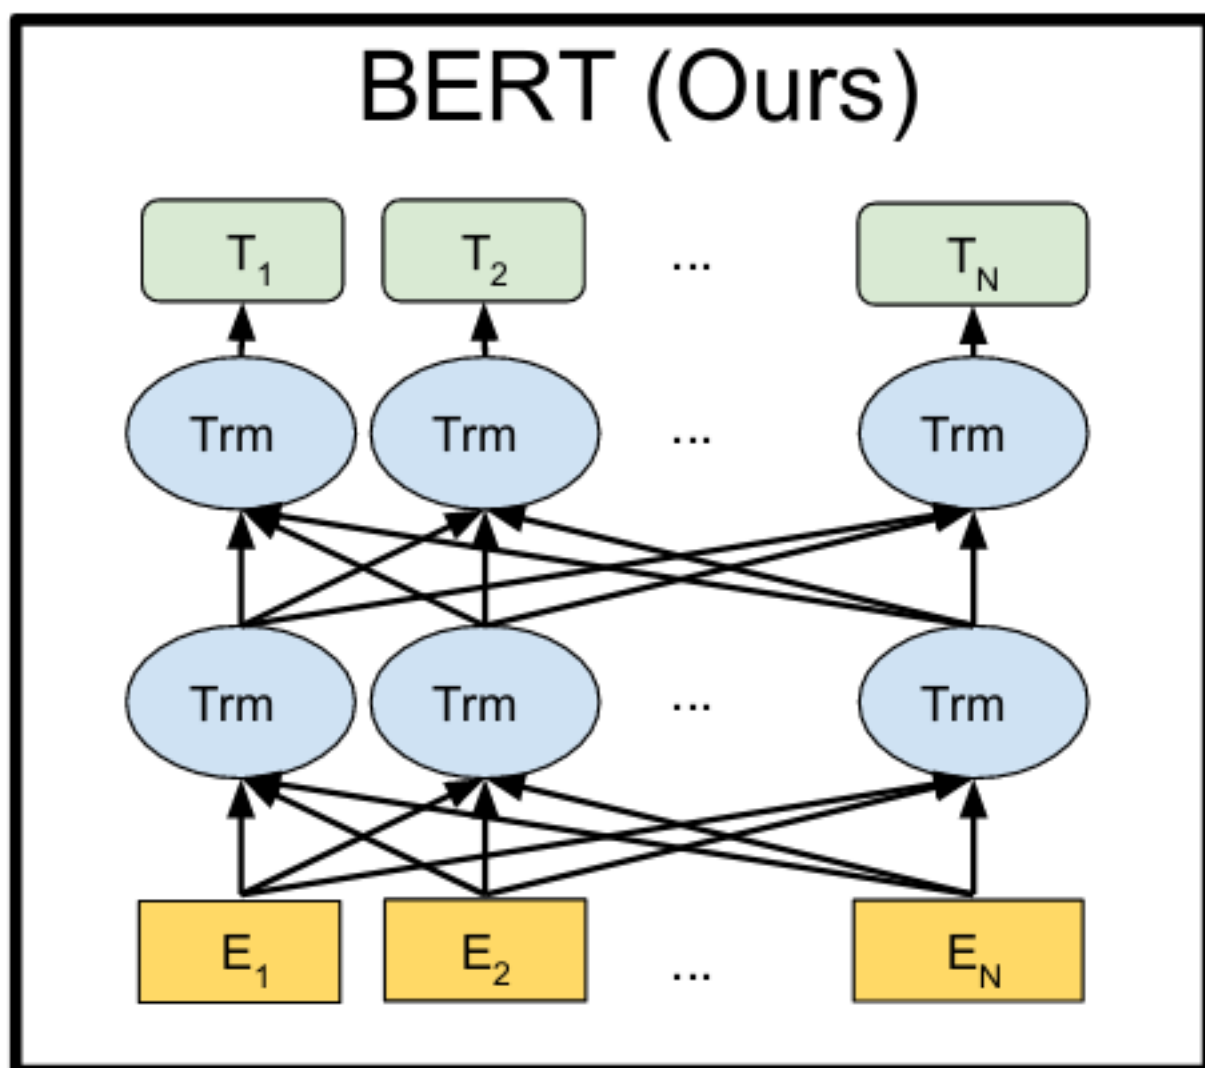 BERT (Ours)
T1 T2 ... TN
Trm Trm ... Trm
Trm Trm ... Trm
E1 E2 ... EN